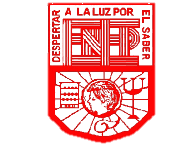 DESPERTAR A LA LUZ POR EL SABER
ENP